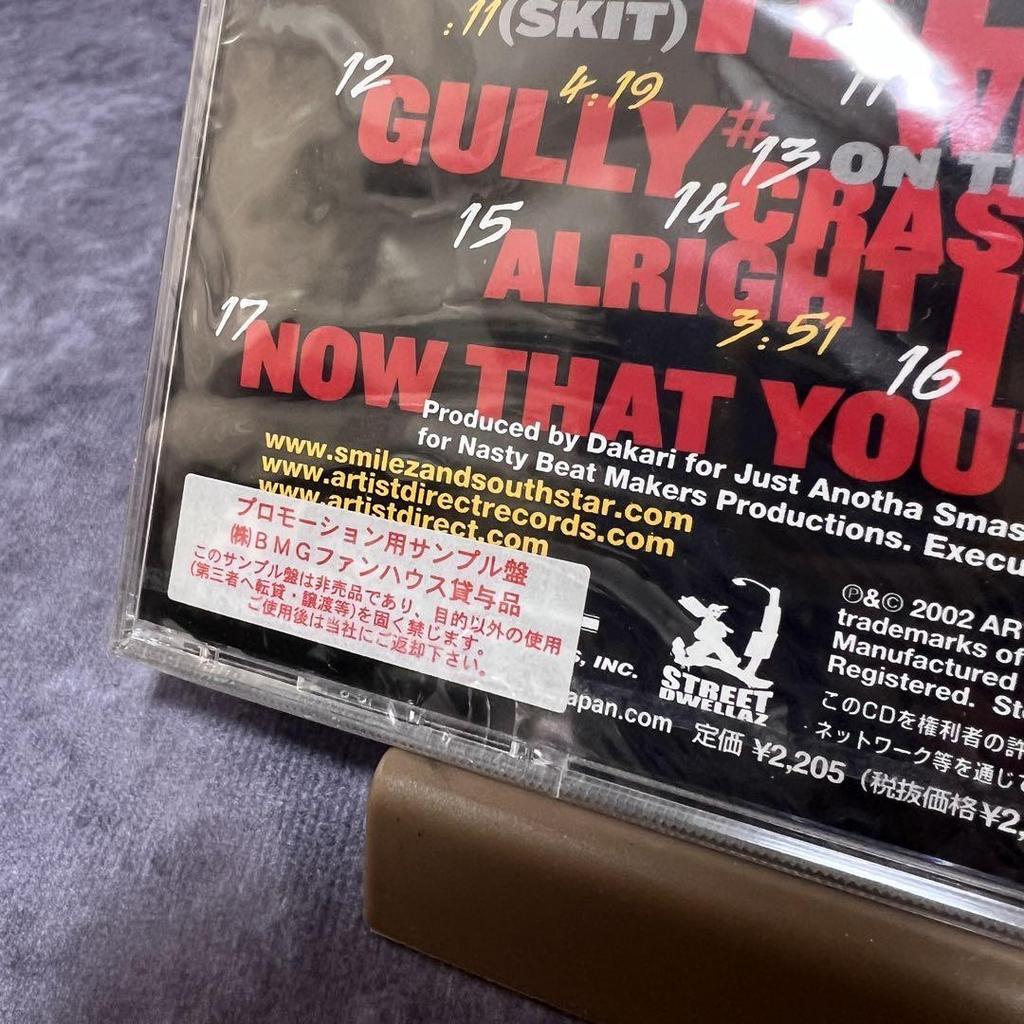 :11 (SKIT)
12 4:19
GULLY#
13 ON
14
15 ALRIGHT
3:51
16
17 NOW THAT YOU
Produced by Dakari for Just Anotha
for Nasty Beat Makers Productions.
www.smilezandsouthstar.com
www.artistdirectrecords.com
www.artistdirect.com
プロモーション用サンプル盤
㈱BMGファンハウス貸与品
このサンプル盤は非売品であり、目的以外の使用
(第三者へ転貸・譲渡等)を固く禁じます。
ご使用後は当社にご返却下さい。
INC.
STREET
DWELLAZ
apan.com 定価 ¥2,205 (税抜価格¥2,
Ⓟ&© 2002
trademarks of
Manufactured
Registered.
このCDを権利者の許
ネットワーク等を通じて